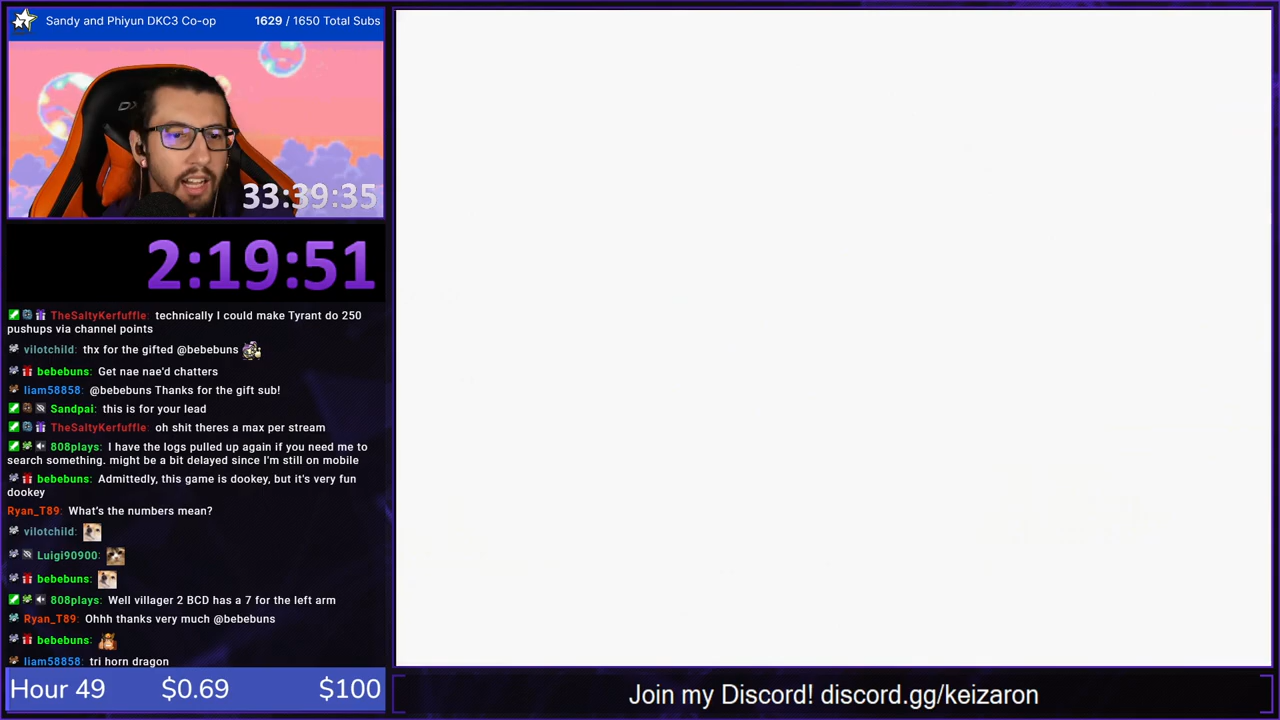 Sandy and Phiyun DKC3 Co-op 1629 / 1650 Total Subs
33:39:35
2:19:51
TheSaltyKerfuffle: technically I could make Tyrant do 250
pushups via channel points
vilotchild: thx for the gifted @bebebuns
bebebuns: Get nae nae'd chatters
liam58858: @bebebuns Thanks for the gift sub!
Sandpai: this is for your lead
TheSaltyKerfuffle: oh shit theres a max per stream
808plays: I have the logs pulled up again if you need me to
search something. might be a bit delayed since I'm still on mobile
bebebuns: Admittedly, this game is dookey, but it's very fun
dookey
Ryan_T89: What's the numbers mean?
vilotchild:
Luigi90900:
bebebuns:
808plays: Well villager 2 BCD has a 7 for the left arm
Ryan_T89: Ohhh thanks very much @bebebuns
bebebuns:
liam58858: tri horn dragon
Hour 49 $0.69 $100
Join my Discord! discord.gg/keizaron